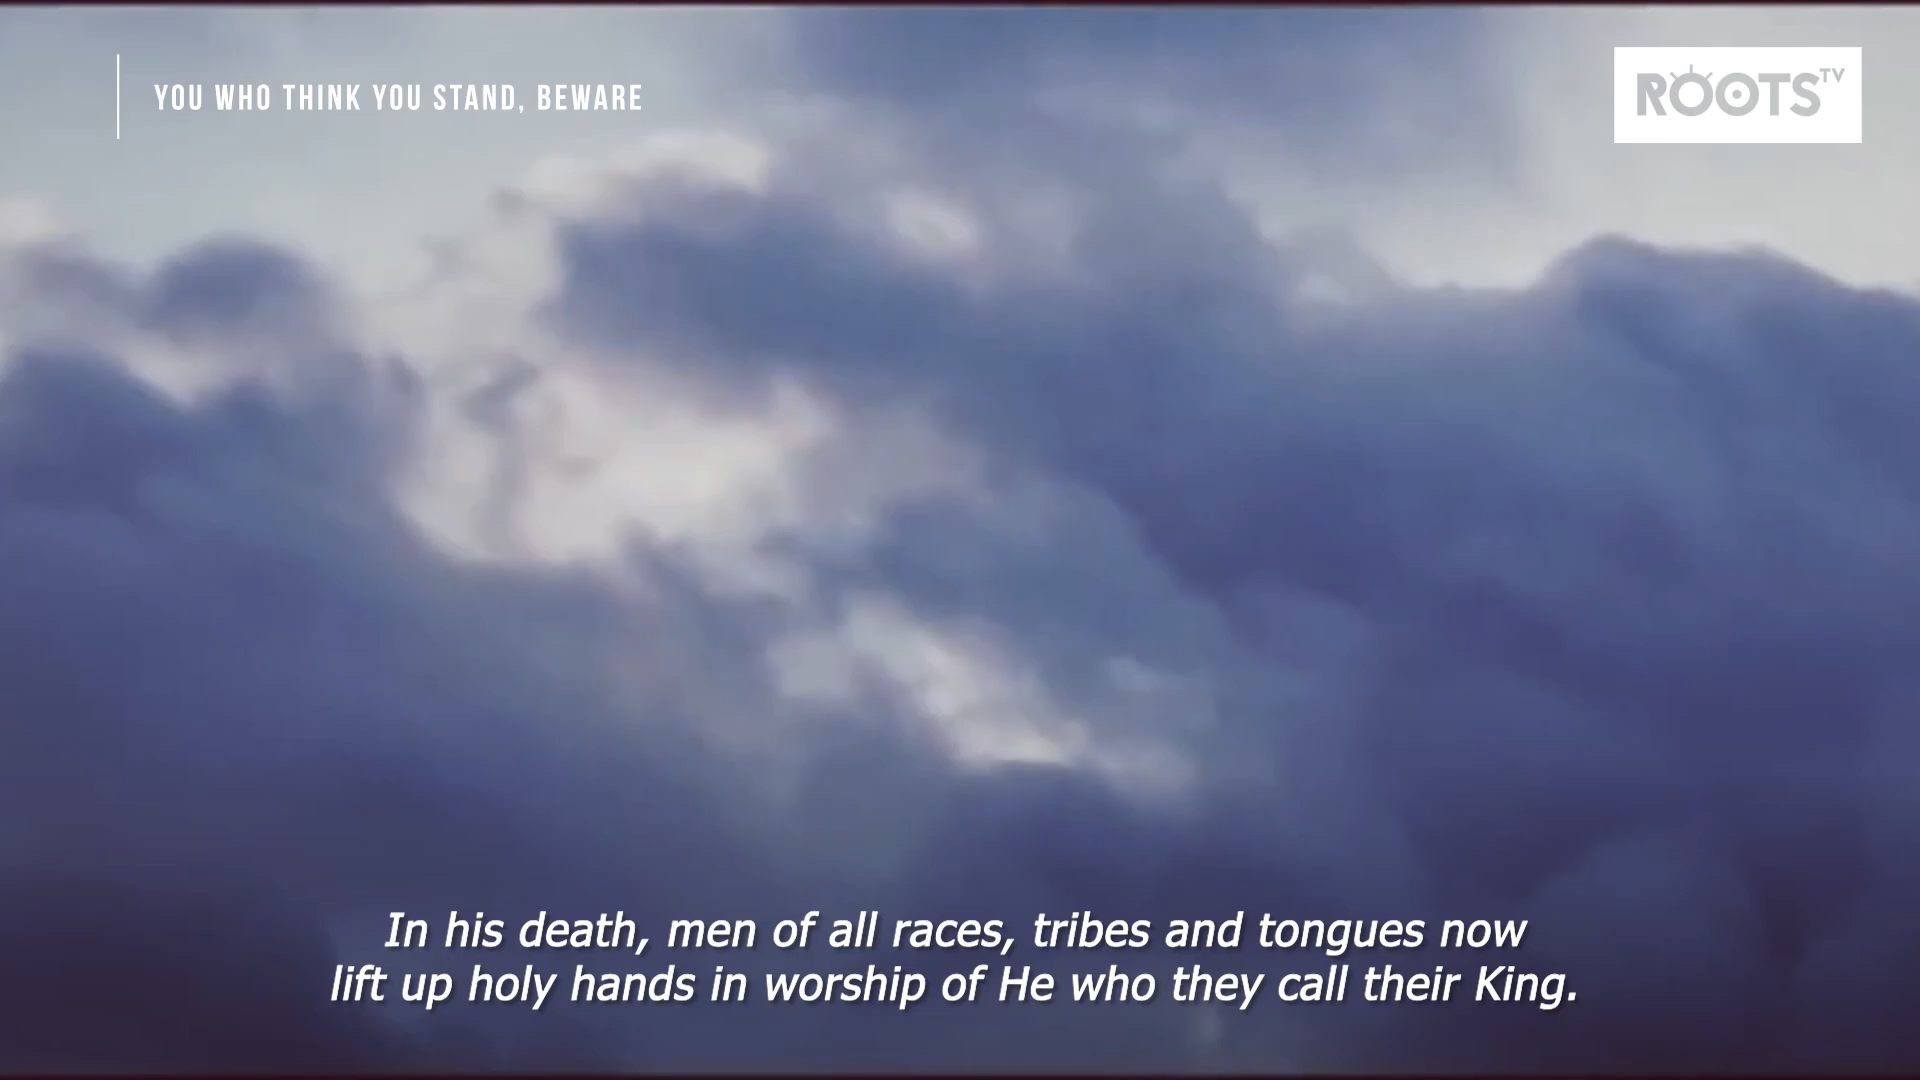 YOU WHO THINK YOU STAND, BEWARE
ROOTS TV
In his death, men of all races, tribes and tongues now
lift up holy hands in worship of He who they call their King.